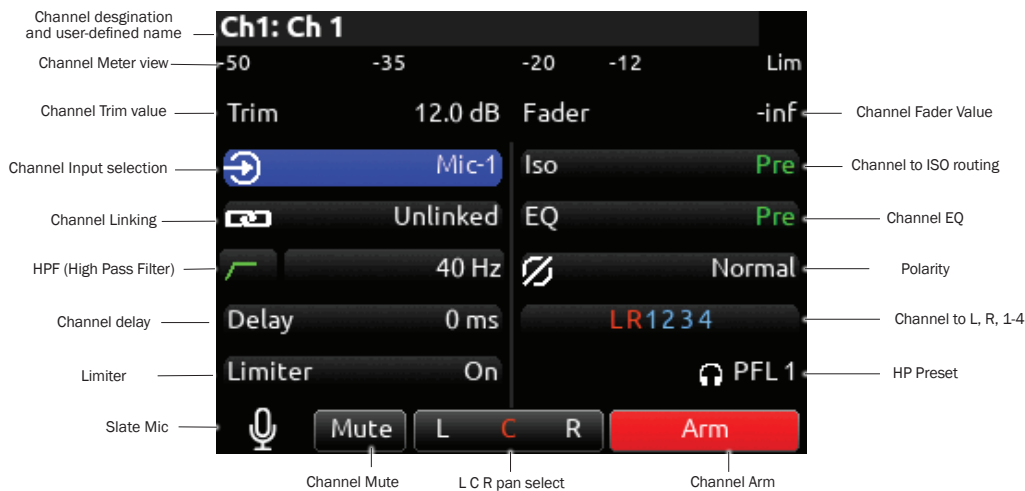 Channel desgination
and user-defined name
Ch1: Ch 1
Channel Meter view
-50 -35 -20 -12 Lim
Channel Trim value
Trim 12.0 dB Fader -inf
Channel Fader Value
Channel Input selection
Mic-1 Iso Pre
Channel to ISO routing
Channel Linking
Unlinked EQ Pre
Channel EQ
HPF (High Pass Filter)
40 Hz Normal
Polarity
Channel delay
Delay 0 ms L R 1 2 3 4
Channel to L, R, 1-4
Limiter
Limiter On PFL 1
HP Preset
Slate Mic
Mute L C R Arm
Channel Mute
L C R pan select
Channel Arm